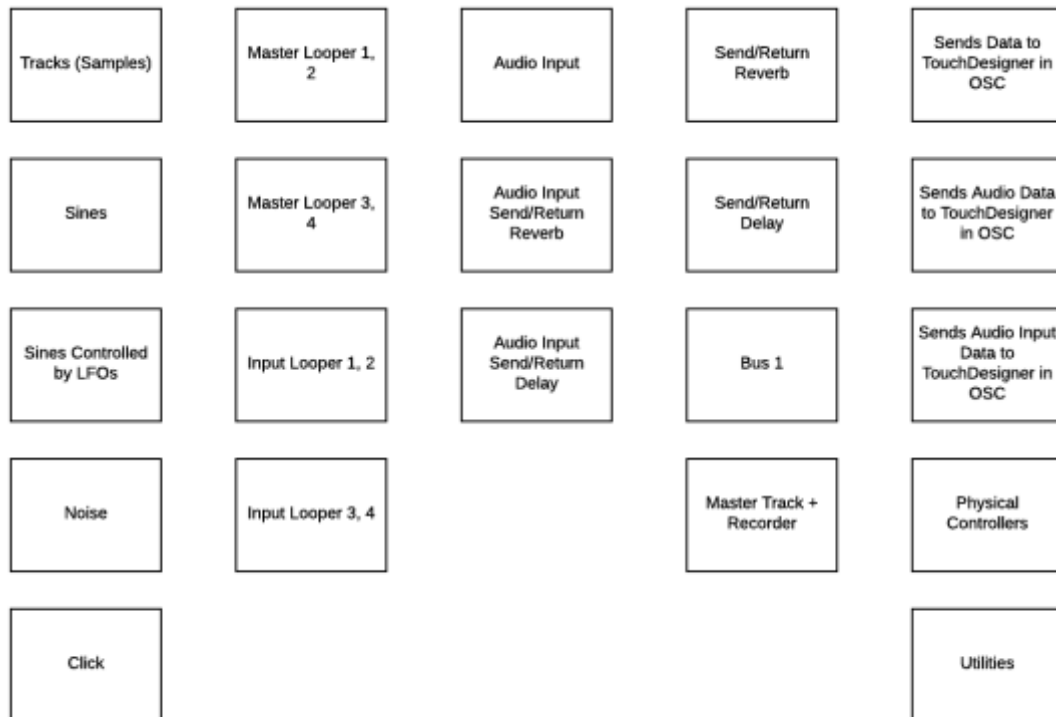 Tracks (Samples)
Master Looper 1,
2
Audio Input
Send/Return
Reverb
Sends Data to
TouchDesigner in
OSC
Sines
Master Looper 3,
4
Audio Input
Send/Return
Reverb
Send/Return
Delay
Sends Audio Data
to TouchDesigner
in OSC
Sines Controlled
by LFOs
Input Looper 1, 2
Audio Input
Send/Return
Delay
Bus 1
Sends Audio Input
Data to
TouchDesigner in
OSC
Noise
Input Looper 3, 4
Master Track +
Recorder
Physical
Controllers
Click
Utilities